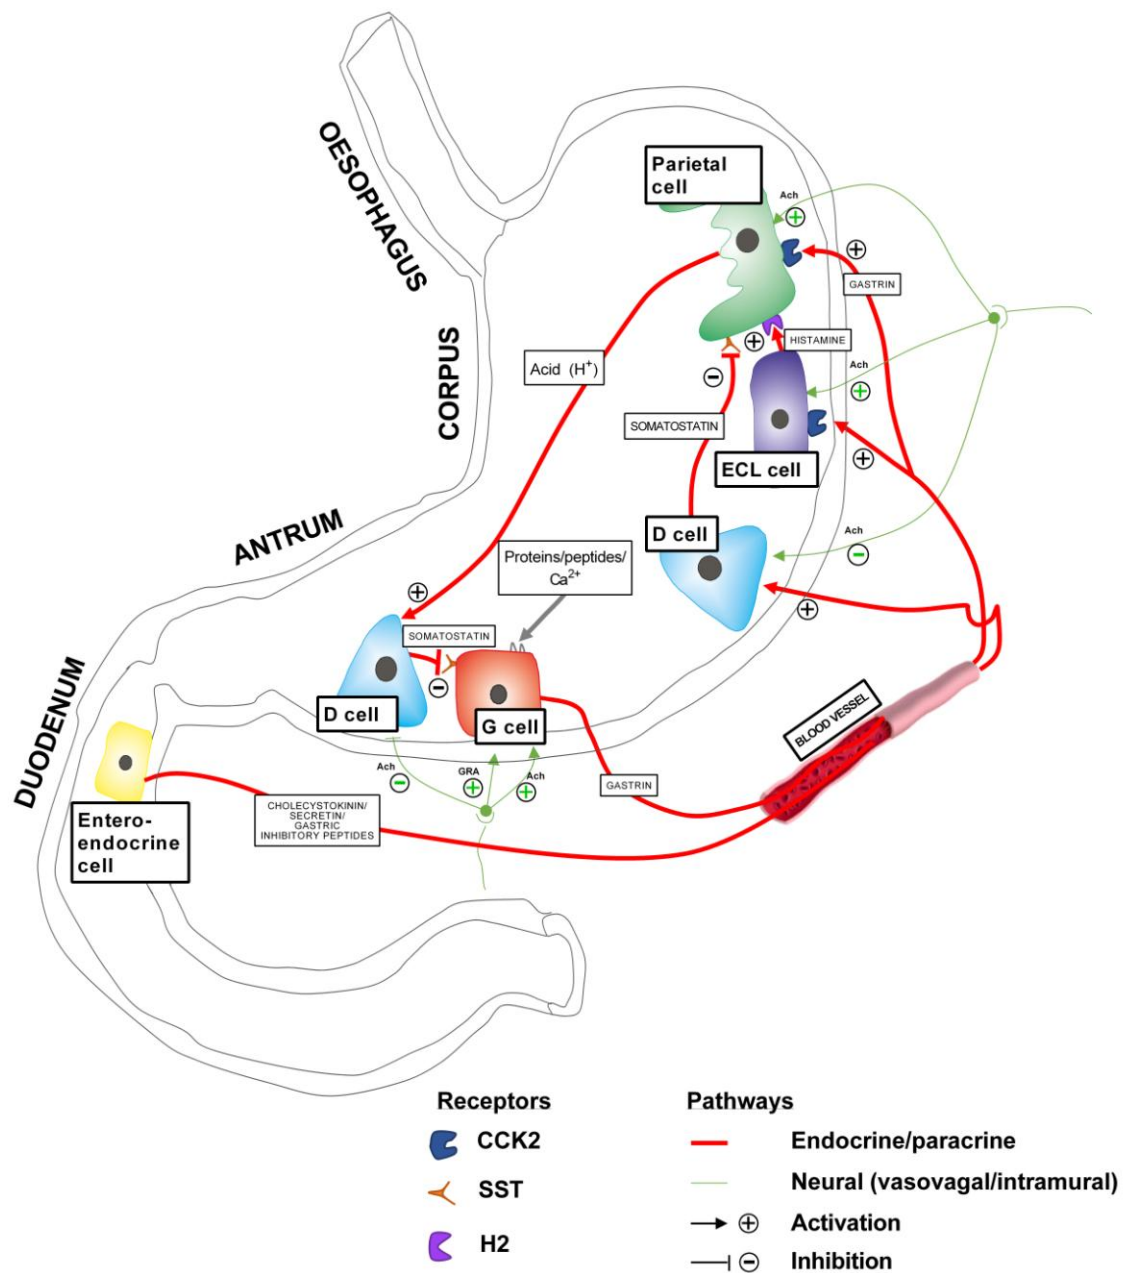 OESOPHAGUS
Parietal
cell
Ach
+
+
GASTRIN
CORPUS
Acid (H⁺)
+
HISTAMINE
−
Ach
+
SOMATOSTATIN
+
ECL cell
ANTRUM
D cell
Ach
−
Proteins/peptides/
Ca²⁺
+
+
SOMATOSTATIN
−
DUODENUM
D cell
G cell
BLOOD VESSEL
Ach
−
GRA
+
Ach
+
GASTRIN
CHOLECYSTOKININ/
SECRETIN/
GASTRIC
INHIBITORY PEPTIDES
Entero-
endocrine
cell
Receptors
CCK2
SST
H2
Pathways
Endocrine/paracrine
Neural (vasovagal/intramural)
+ Activation
− Inhibition